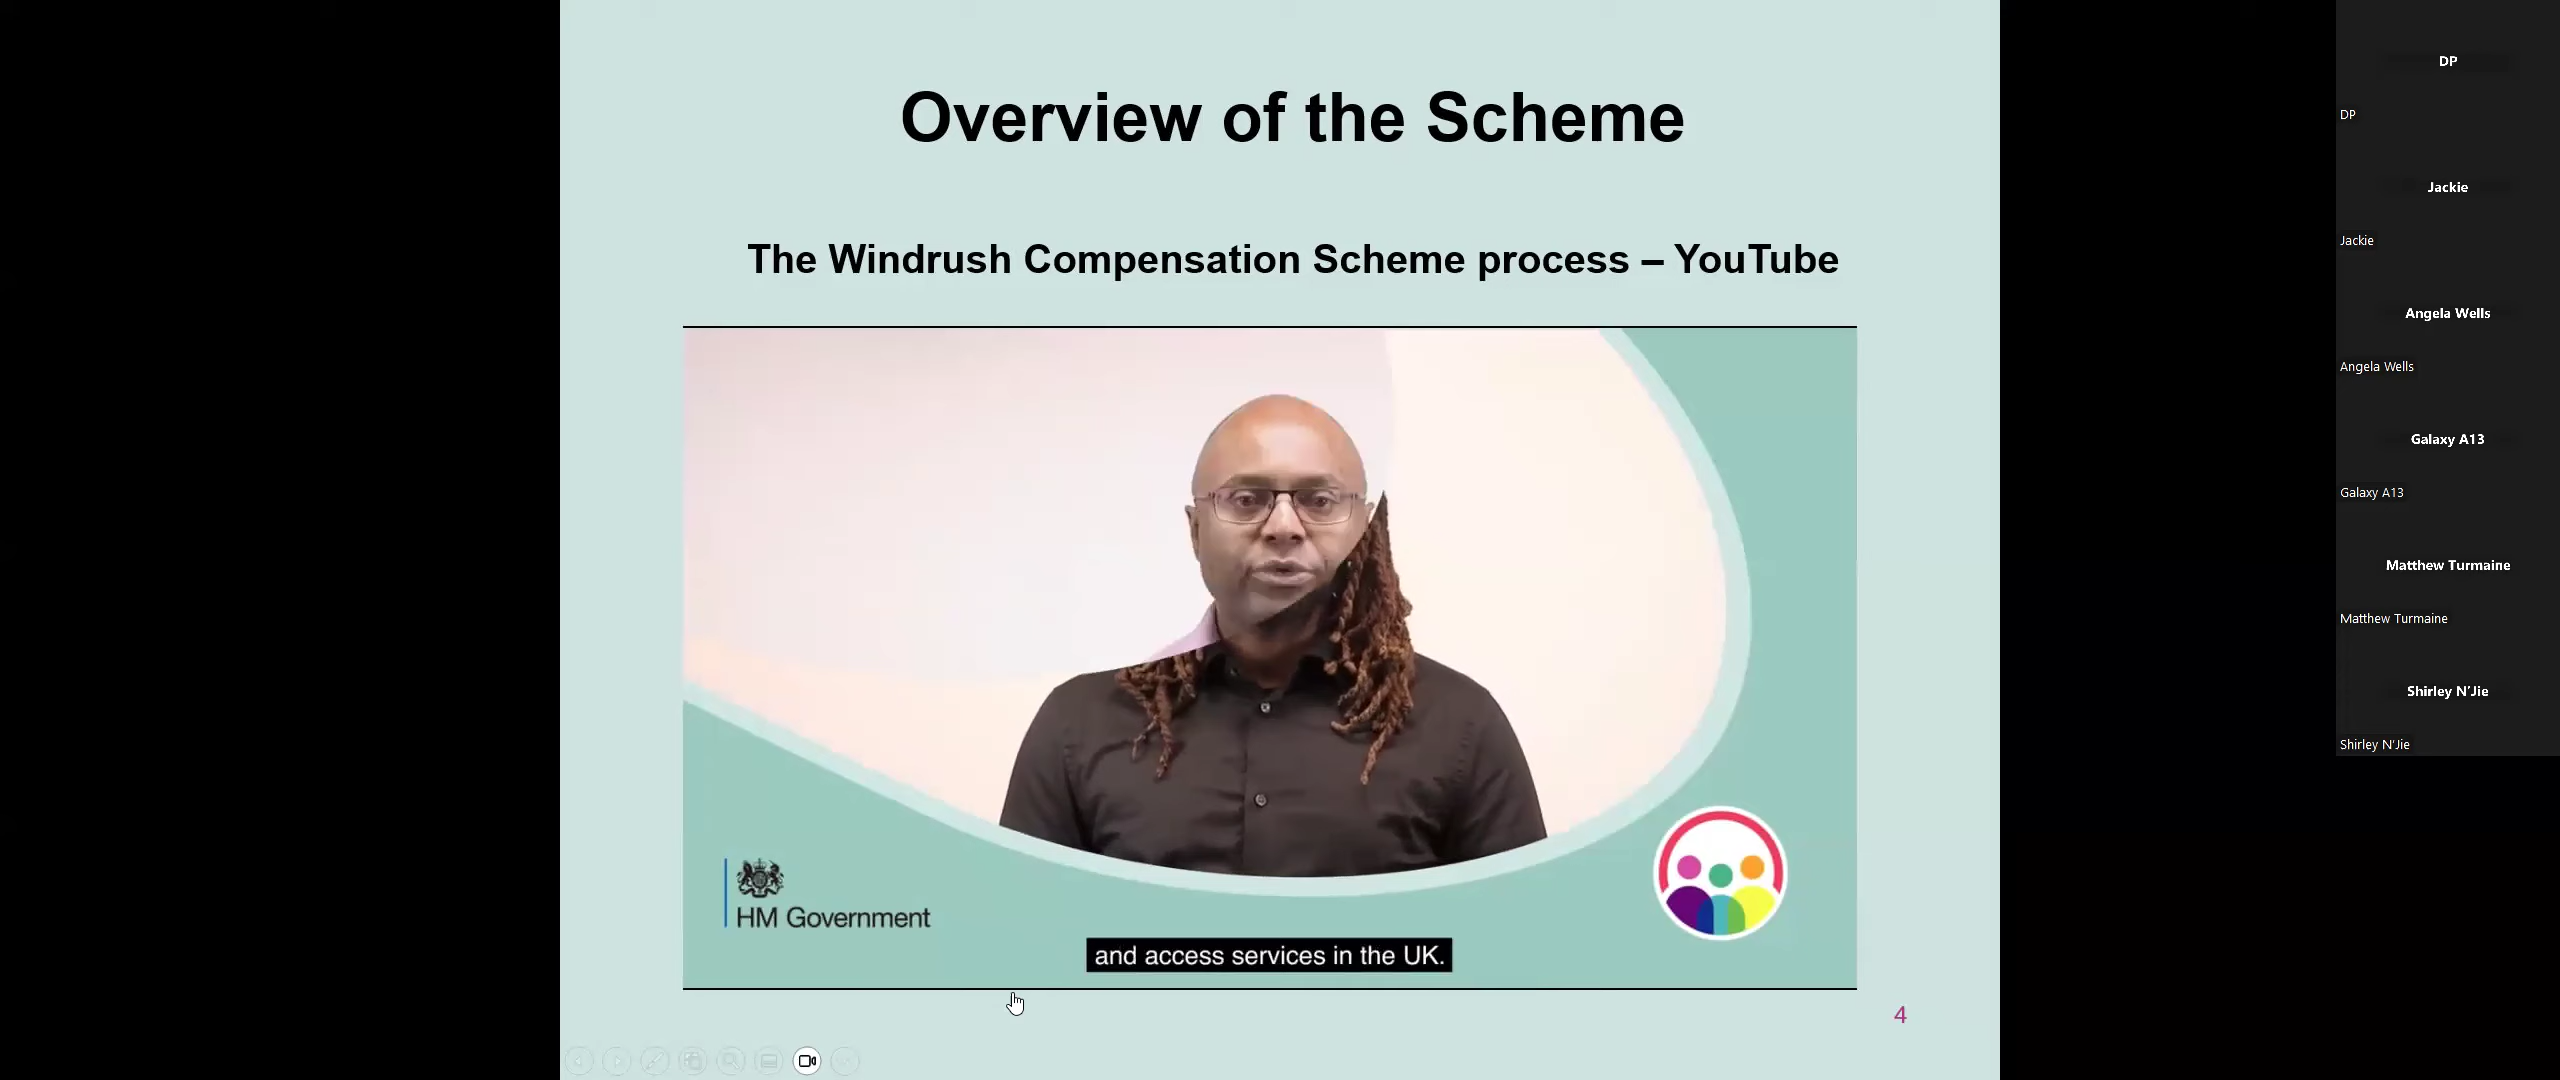 Overview of the Scheme
The Windrush Compensation Scheme process – YouTube
HM Government
and access services in the UK.
4
DP
DP
Jackie
Jackie
Angela Wells
Angela Wells
Galaxy A13
Galaxy A13
Matthew Turmaine
Matthew Turmaine
Shirley N’Jie
Shirley N’Jie